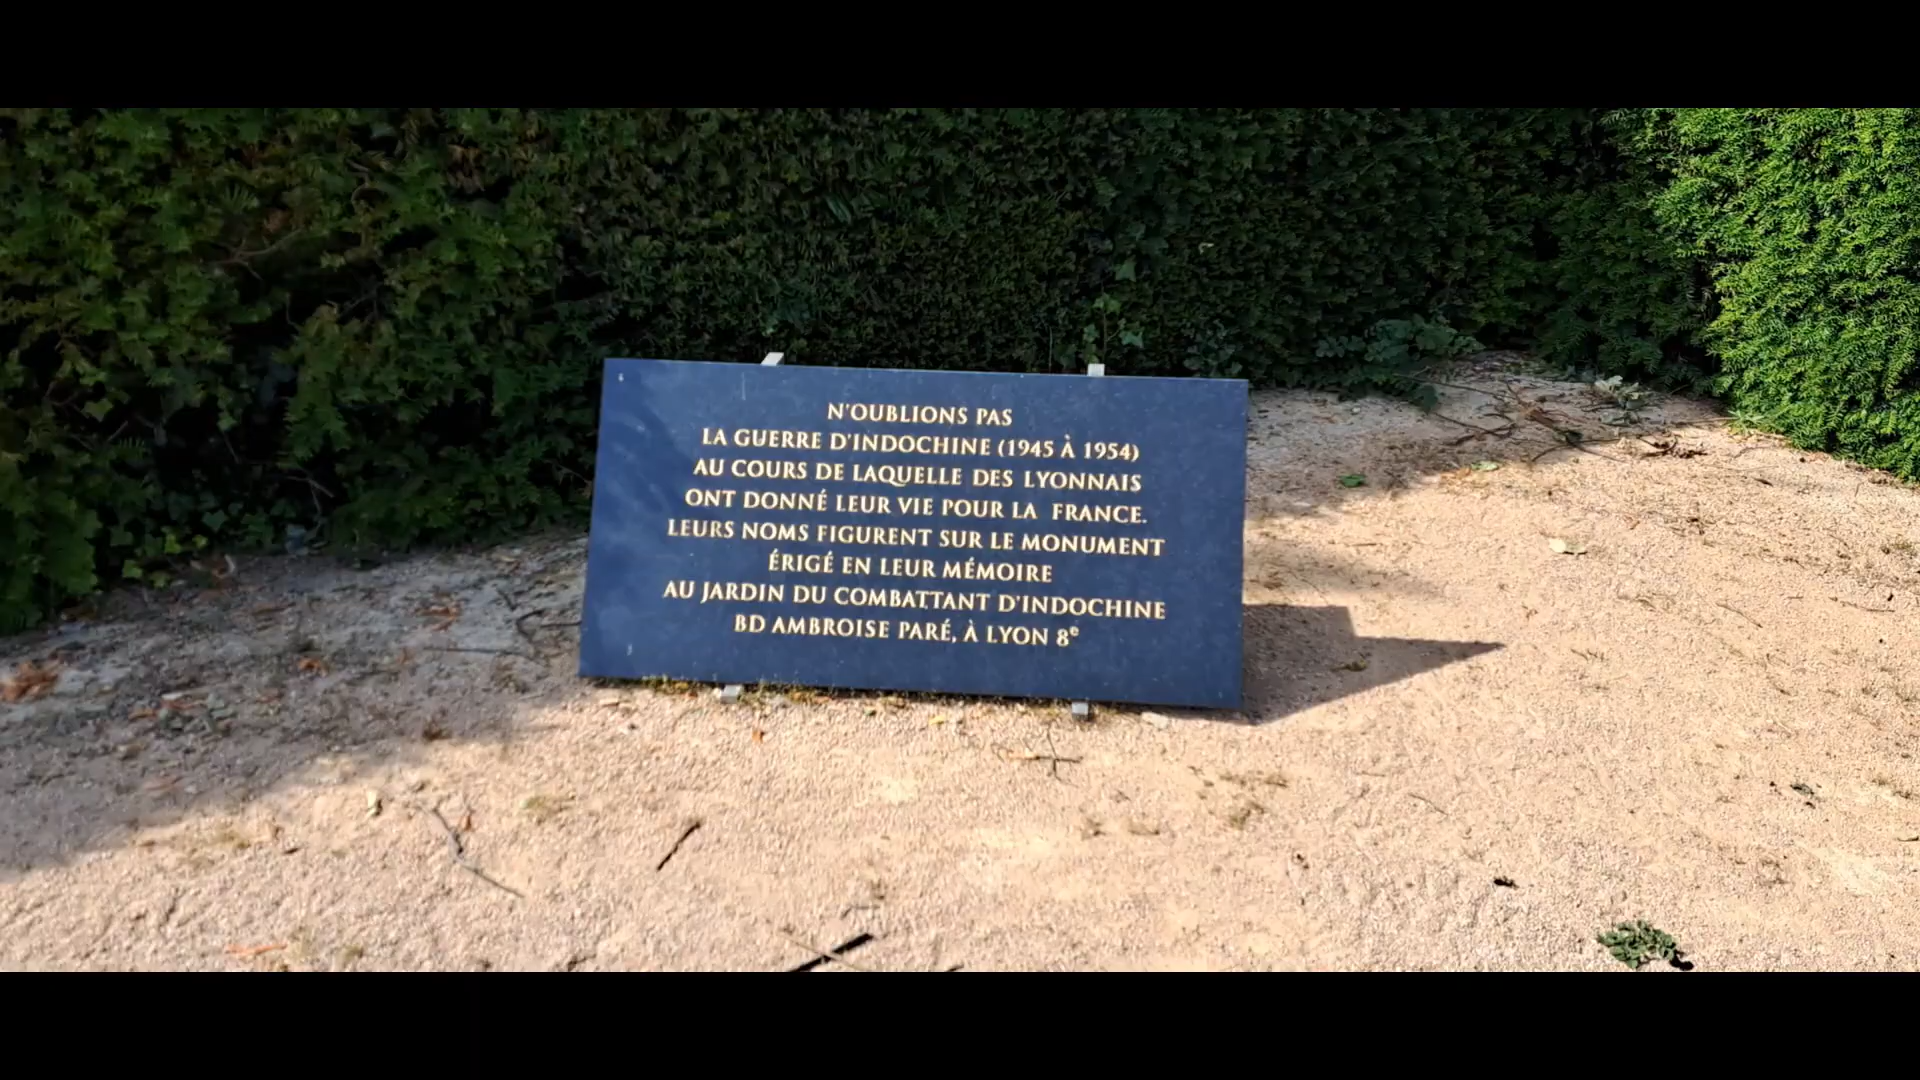 N'OUBLIONS PAS
LA GUERRE D'INDOCHINE (1945 À 1954)
AU COURS DE LAQUELLE DES LYONNAIS
ONT DONNÉ LEUR VIE POUR LA FRANCE.
LEURS NOMS FIGURENT SUR LE MONUMENT
ÉRIGÉ EN LEUR MÉMOIRE
AU JARDIN DU COMBATTANT D'INDOCHINE
BD AMBROISE PARÉ, À LYON 8e